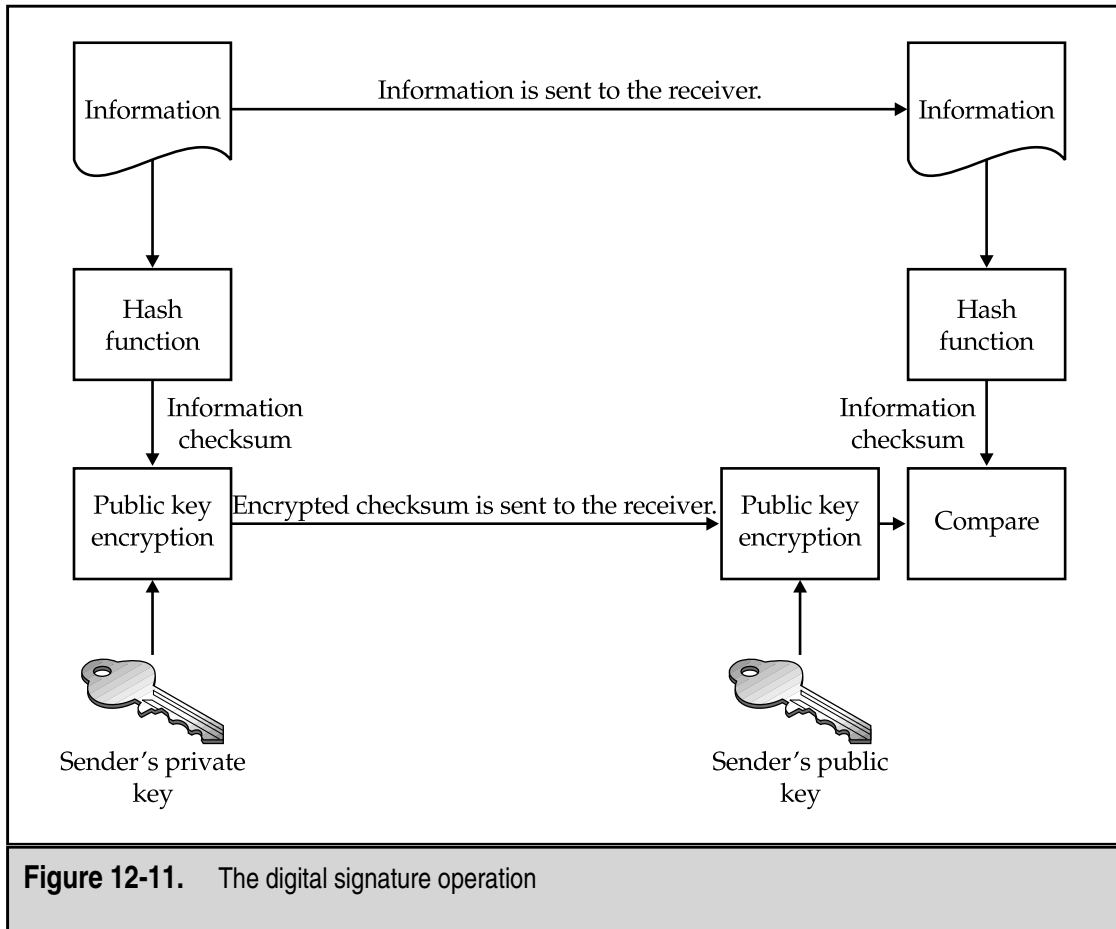 Information
Information is sent to the receiver.
Information
Hash
function
Hash
function
Information
checksum
Information
checksum
Public key
encryption
Encrypted checksum is sent to the receiver.
Public key
encryption
Compare
Sender's private
key
Sender's public
key
Figure 12-11. The digital signature operation